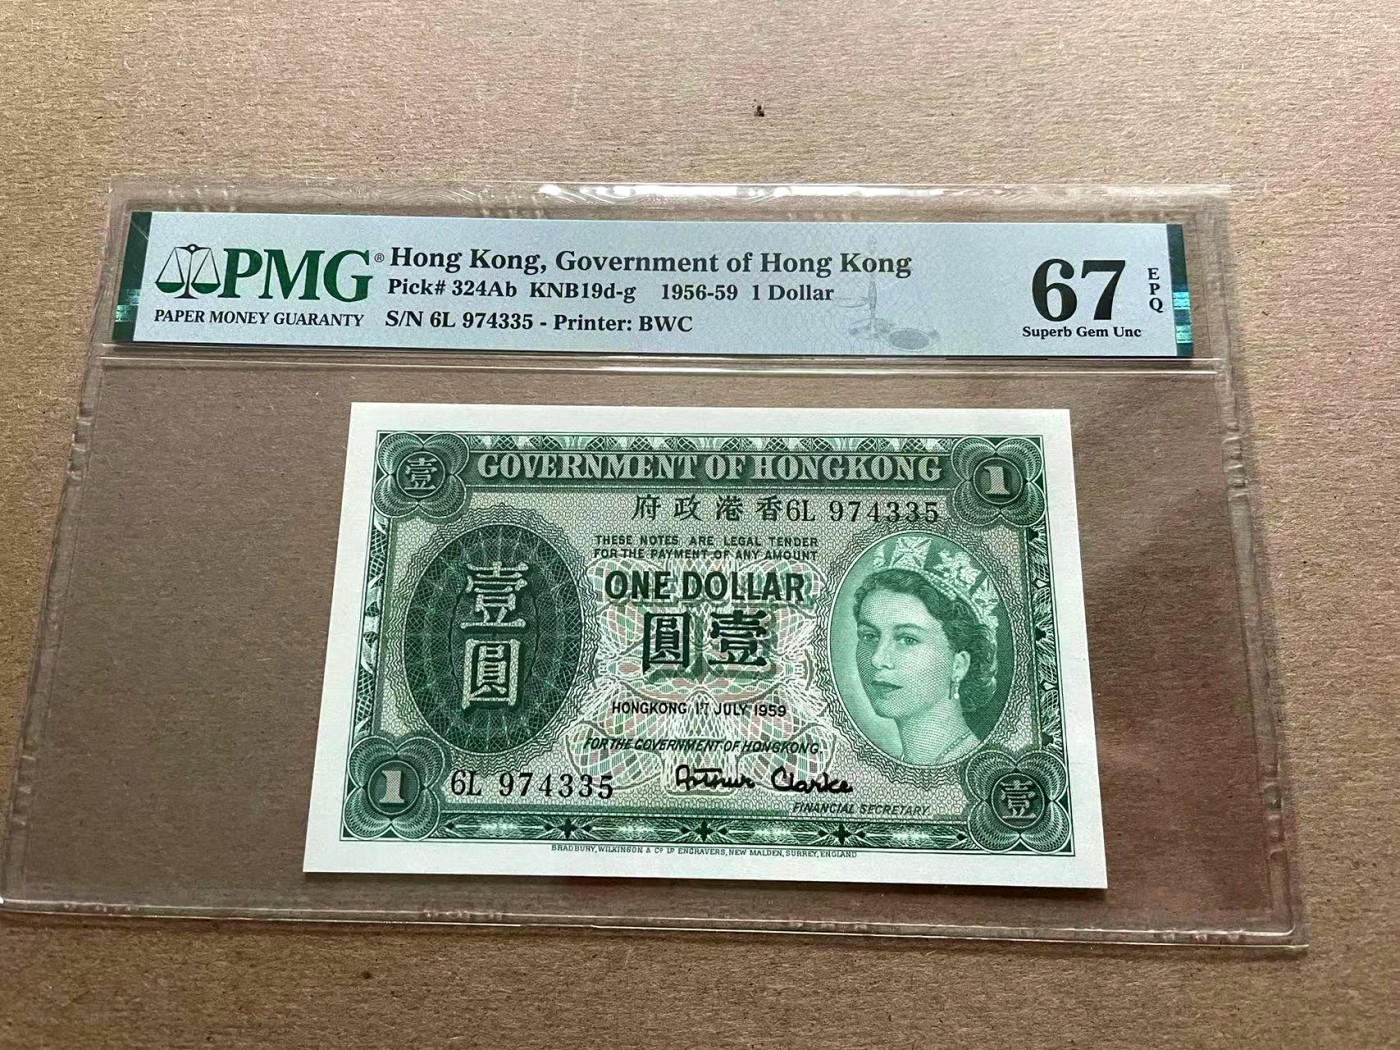 PMG® Hong Kong, Government of Hong Kong
Pick# 324Ab KNB19d-g 1956-59 1 Dollar
PAPER MONEY GUARANTY S/N 6L 974335 - Printer: BWC
67 EPQ
Superb Gem Unc
壹 GOVERNMENT OF HONGKONG 1
府政港香 6L 974335
THESE NOTES ARE LEGAL TENDER
FOR THE PAYMENT OF ANY AMOUNT
ONE DOLLAR
圓壹
壹圓
HONGKONG 1ST JULY 1959
FOR THE GOVERNMENT OF HONGKONG
6L 974335
Arthur Clarke
FINANCIAL SECRETARY
1 壹
BRADBURY, WILKINSON & Co Ld ENGRAVERS, NEW MALDEN, SURREY, ENGLAND